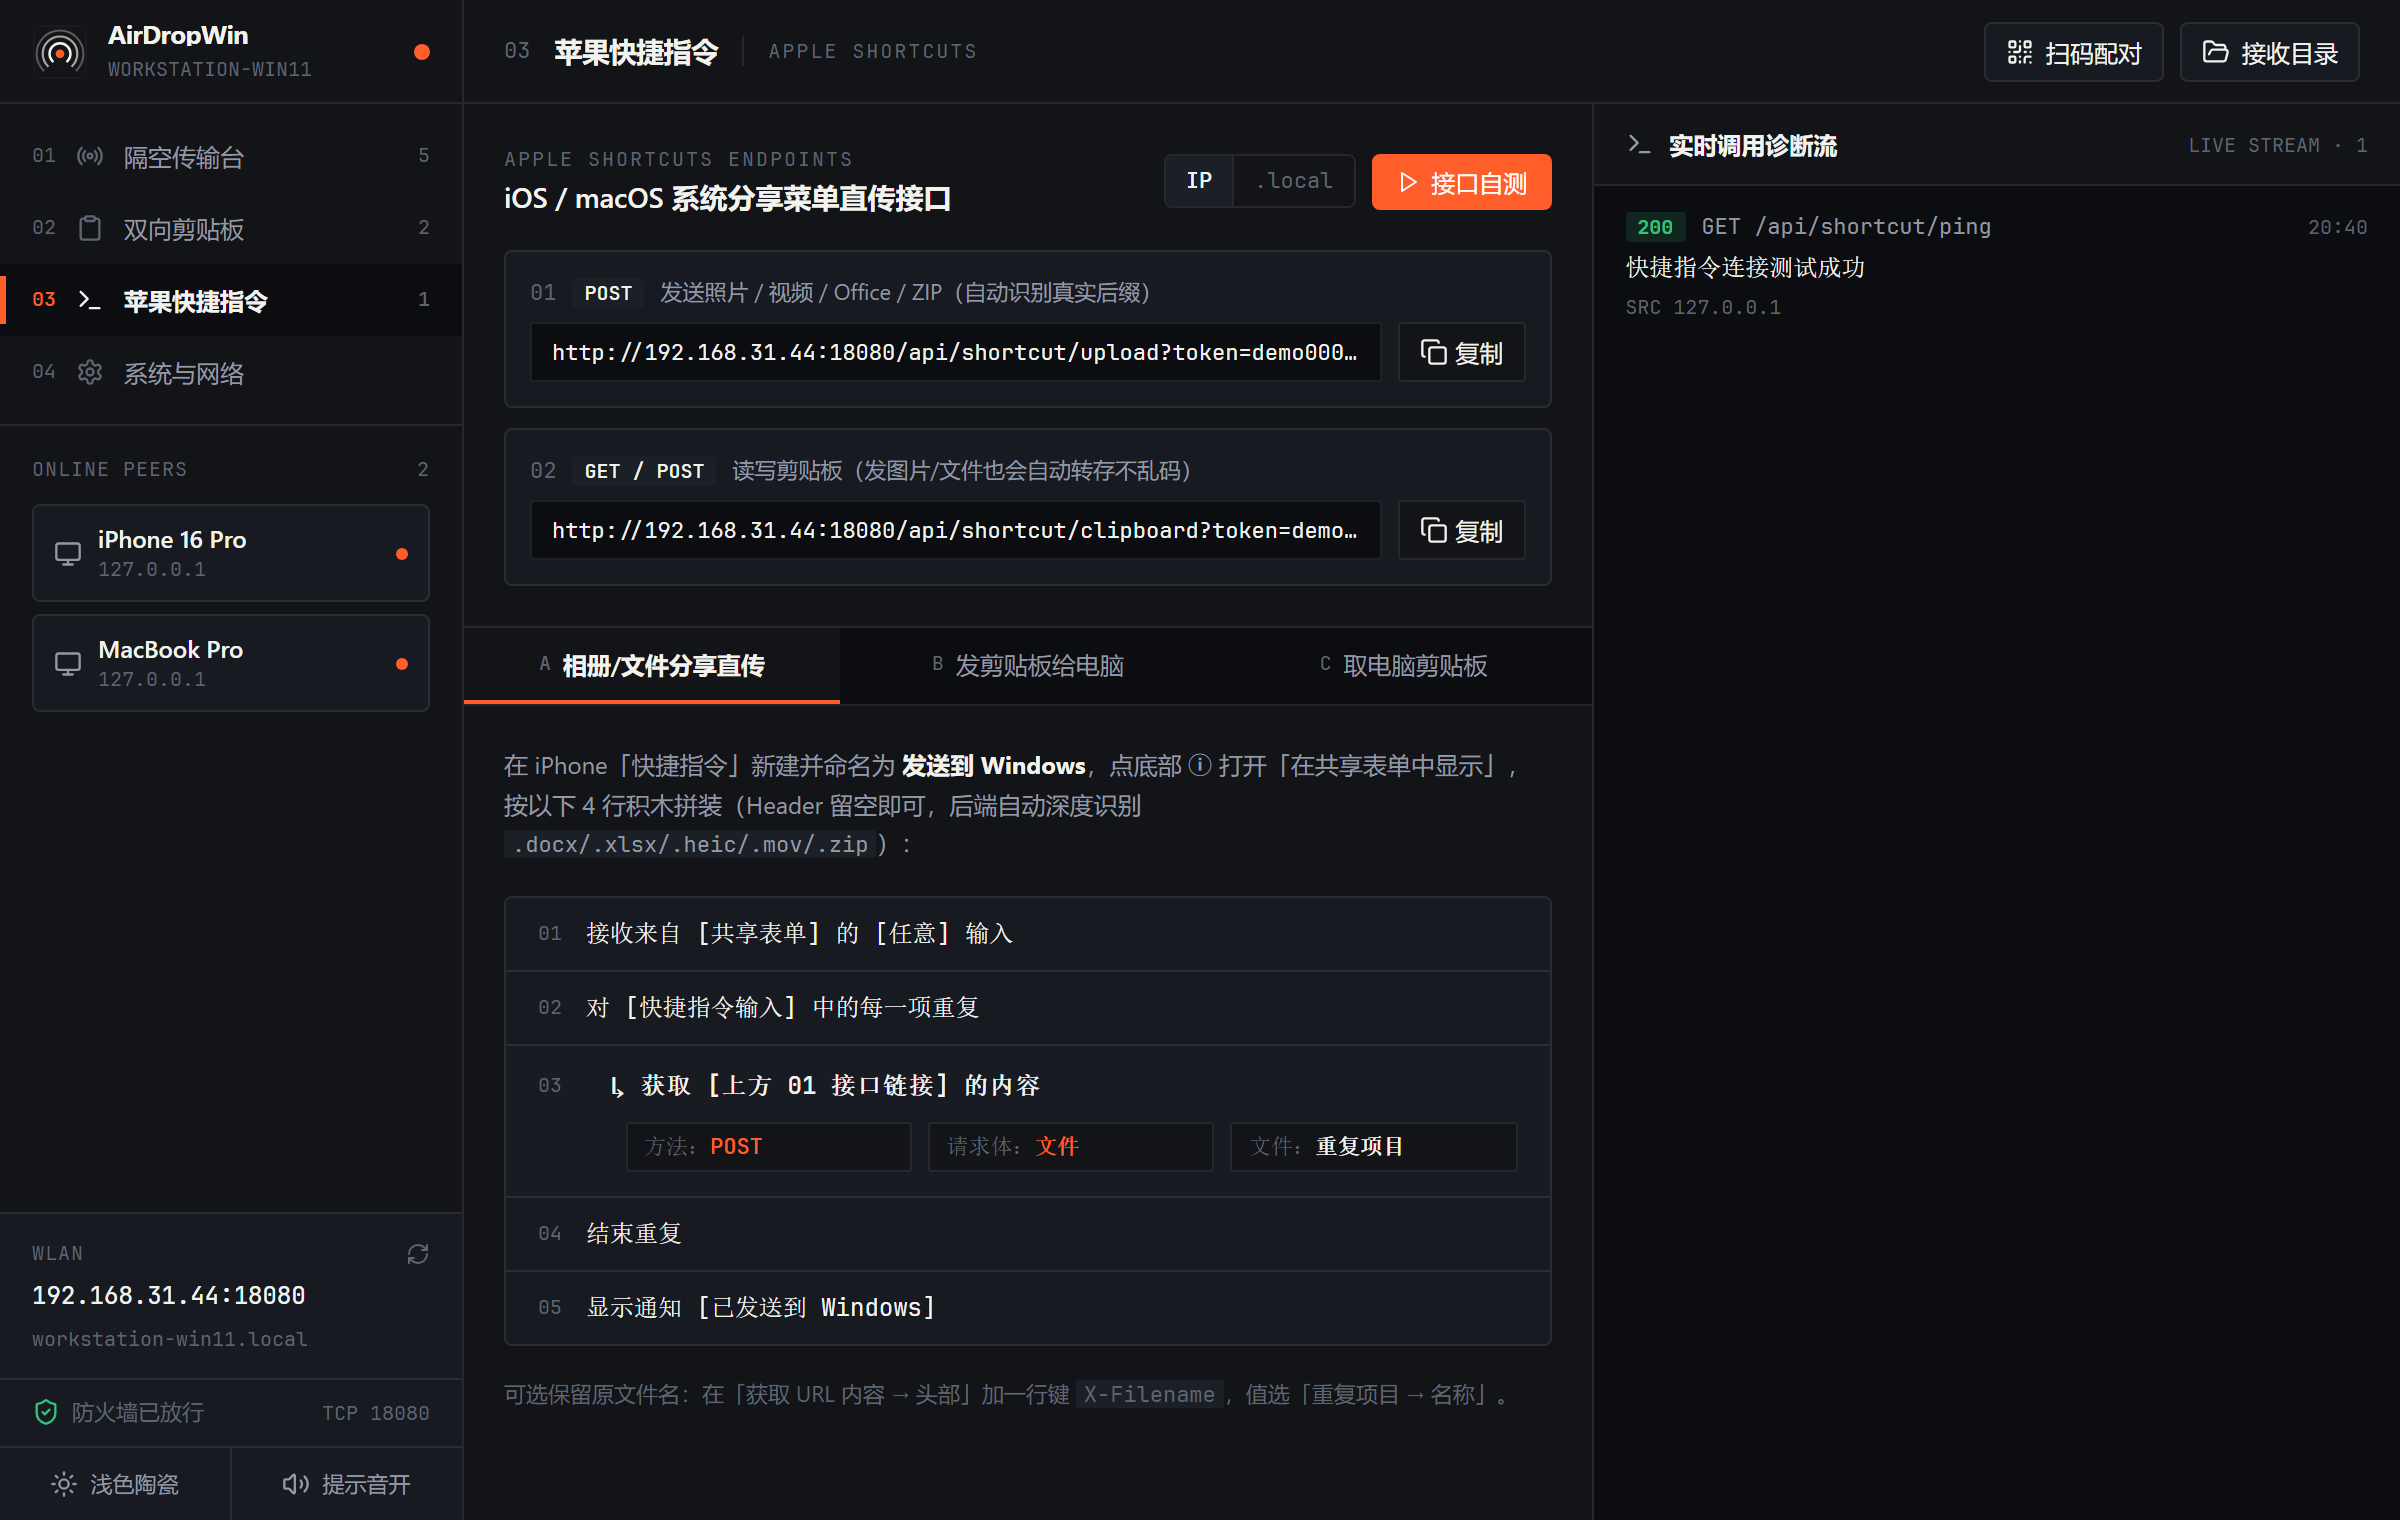 AirDropWin
WORKSTATION-WIN11
03 苹果快捷指令 APPLE SHORTCUTS
扫码配对
接收目录
01 隔空传输台 5
02 双向剪贴板 2
03 苹果快捷指令 1
04 系统与网络
ONLINE PEERS 2
iPhone 16 Pro
127.0.0.1
MacBook Pro
127.0.0.1
WLAN
192.168.31.44:18080
workstation-win11.local
防火墙已放行 TCP 18080
浅色陶瓷
提示音开
APPLE SHORTCUTS ENDPOINTS
iOS / macOS 系统分享菜单直传接口
IP .local
接口自测
01 POST 发送照片 / 视频 / Office / ZIP（自动识别真实后缀）
http://192.168.31.44:18080/api/shortcut/upload?token=demo000…
复制
02 GET / POST 读写剪贴板（发图片/文件也会自动转存不乱码）
http://192.168.31.44:18080/api/shortcut/clipboard?token=demo…
复制
A 相册/文件分享直传
B 发剪贴板给电脑
C 取电脑剪贴板
在 iPhone「快捷指令」新建并命名为 发送到 Windows，点底部 ⓘ 打开「在共享表单中显示」，
按以下 4 行积木拼装（Header 留空即可，后端自动深度识别
.docx/.xlsx/.heic/.mov/.zip）：
01 接收来自 [共享表单] 的 [任意] 输入
02 对 [快捷指令输入] 中的每一项重复
03 ↳ 获取 [上方 01 接口链接] 的内容
方法：POST
请求体：文件
文件：重复项目
04 结束重复
05 显示通知 [已发送到 Windows]
可选保留原文件名：在「获取 URL 内容 → 头部」加一行键 X-Filename，值选「重复项目 → 名称」。
实时调用诊断流 LIVE STREAM · 1
200 GET /api/shortcut/ping 20:40
快捷指令连接测试成功
SRC 127.0.0.1